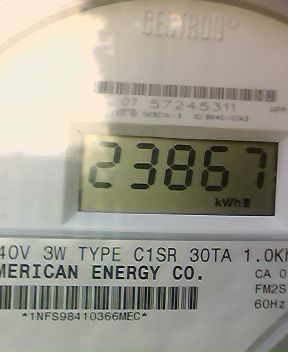 CENTRON®
07 57245311
23867
kWh
40V 3W TYPE C1SR 30TA 1.0K
MERICAN ENERGY CO.
CA 0
FM2S
60Hz
*1NFS98410366MEC*